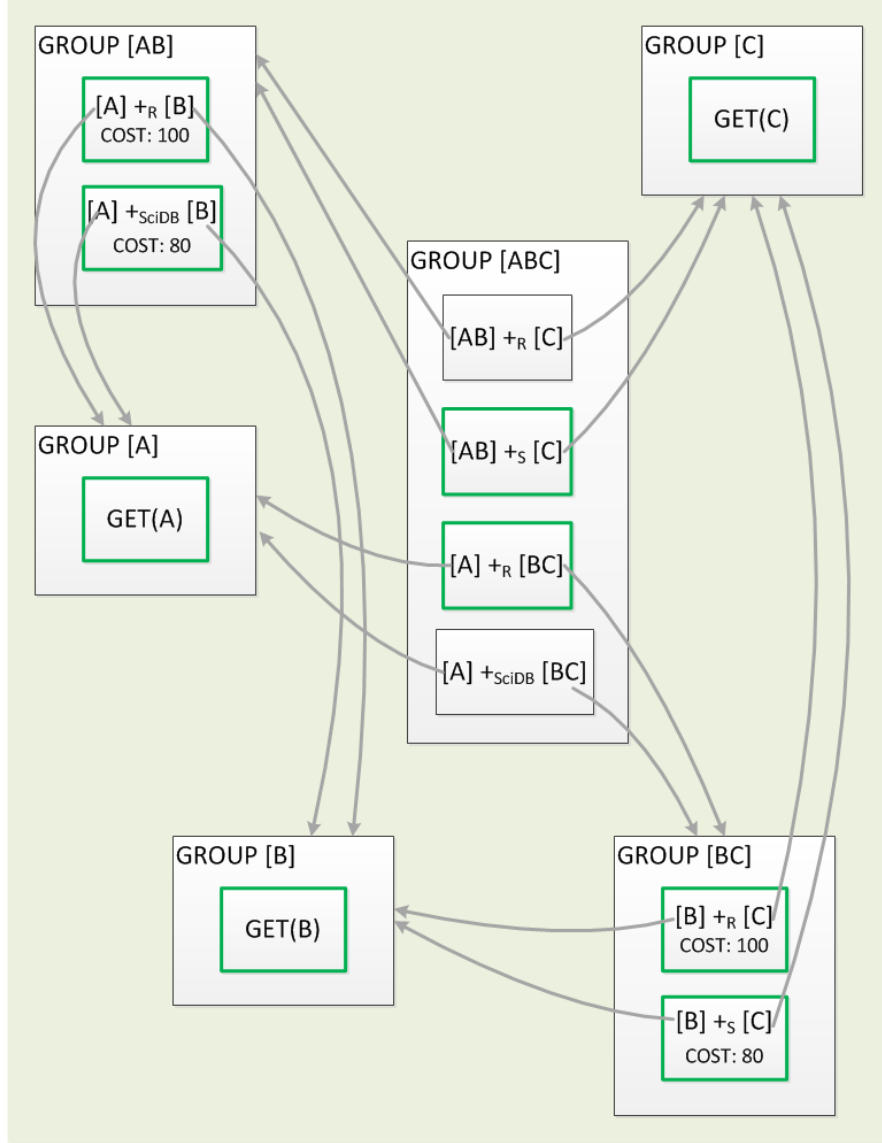 GROUP [AB]
[A] +R [B]
COST: 100
[A] +SciDB [B]
COST: 80
GROUP [C]
GET(C)
GROUP [ABC]
[AB] +R [C]
[AB] +S [C]
[A] +R [BC]
[A] +SciDB [BC]
GROUP [A]
GET(A)
GROUP [B]
GET(B)
GROUP [BC]
[B] +R [C]
COST: 100
[B] +S [C]
COST: 80